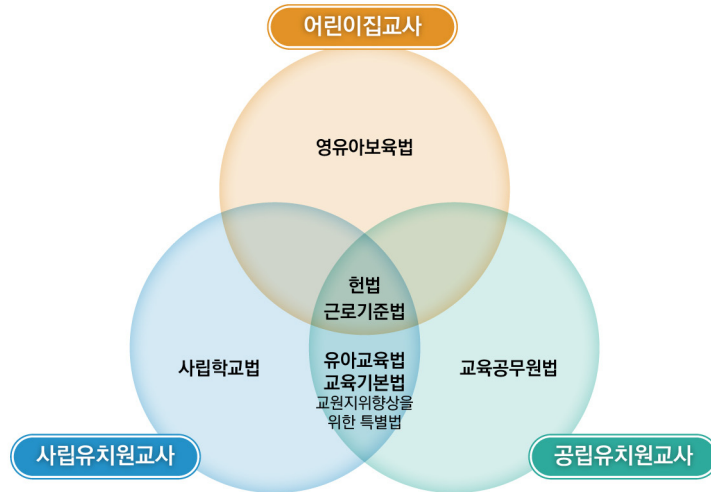 어린이집교사
영유아보육법
헌법
근로기준법
사립학교법
유아교육법
교육기본법
교원지위향상을
위한 특별법
교육공무원법
사립유치원교사
공립유치원교사